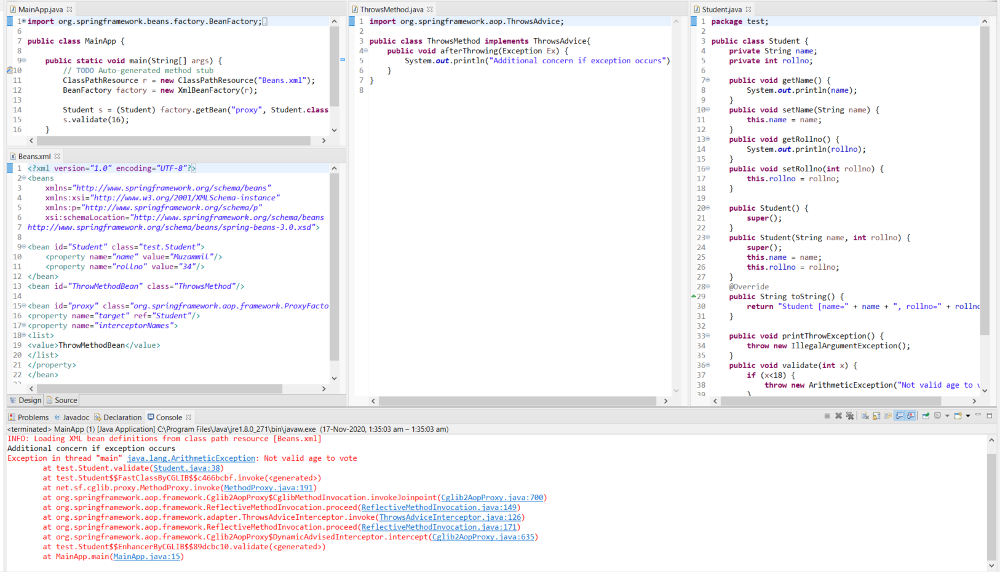 MainApp.java
1 import org.springframework.beans.factory.BeanFactory;
6
7 public class MainApp {
8
9 public static void main(String[] args) {
10 // TODO Auto-generated method stub
11 ClassPathResource r = new ClassPathResource("Beans.xml");
12 BeanFactory factory = new XmlBeanFactory(r);
13
14 Student s = (Student) factory.getBean("proxy", Student.class
15 s.validate(16);
16 }
Beans.xml
1 <?xml version="1.0" encoding="UTF-8"?>
2 <beans
3 xmlns="http://www.springframework.org/schema/beans"
4 xmlns:xsi="http://www.w3.org/2001/XMLSchema-instance"
5 xmlns:p="http://www.springframework.org/schema/p"
6 xsi:schemaLocation="http://www.springframework.org/schema/beans
7 http://www.springframework.org/schema/beans/spring-beans-3.0.xsd">
8
9 <bean id="Student" class="test.Student">
10 <property name="name" value="Muzammil"/>
11 <property name="rollno" value="34"/>
12 </bean>
13 <bean id="ThrowMethodBean" class="ThrowsMethod"/>
14
15 <bean id="proxy" class="org.springframework.aop.framework.ProxyFacto
16 <property name="target" ref="Student"/>
17 <property name="interceptorNames">
18 <list>
19 <value>ThrowMethodBean</value>
20 </list>
21 </property>
22 </bean>
Design Source
ThrowsMethod.java
1 import org.springframework.aop.ThrowsAdvice;
2
3 public class ThrowsMethod implements ThrowsAdvice{
4 public void afterThrowing(Exception Ex) {
5 System.out.println("Additional concern if exception occurs")
6 }
7 }
8
Student.java
1 package test;
2
3 public class Student {
4 private String name;
5 private int rollno;
6
7 public void getName() {
8 System.out.println(name);
9 }
10 public void setName(String name) {
11 this.name = name;
12 }
13 public void getRollno() {
14 System.out.println(rollno);
15 }
16 public void setRollno(int rollno) {
17 this.rollno = rollno;
18 }
19
20 public Student() {
21 super();
22 }
23 public Student(String name, int rollno) {
24 super();
25 this.name = name;
26 this.rollno = rollno;
27 }
28 @Override
29 public String toString() {
30 return "Student [name=" + name + ", rollno=" + rollno
31 }
32
33 public void printThrowException() {
34 throw new IllegalArgumentException();
35 }
36 public void validate(int x) {
37 if (x<18) {
38 throw new ArithmeticException("Not valid age to
39 }
Problems Javadoc Declaration Console
<terminated> MainApp (1) [Java Application] C:\Program Files\Java\jre1.8.0_271\bin\javaw.exe (17-Nov-2020, 1:35:03 am – 1:35:03 am)
INFO: Loading XML bean definitions from class path resource [Beans.xml]
Additional concern if exception occurs
Exception in thread "main" java.lang.ArithmeticException: Not valid age to vote
at test.Student.validate(Student.java:38)
at test.Student$$FastClassByCGLIB$$c466bcbf.invoke(<generated>)
at net.sf.cglib.proxy.MethodProxy.invoke(MethodProxy.java:191)
at org.springframework.aop.framework.Cglib2AopProxy$CglibMethodInvocation.invokeJoinpoint(Cglib2AopProxy.java:700)
at org.springframework.aop.framework.ReflectiveMethodInvocation.proceed(ReflectiveMethodInvocation.java:149)
at org.springframework.aop.framework.adapter.ThrowsAdviceInterceptor.invoke(ThrowsAdviceInterceptor.java:126)
at org.springframework.aop.framework.ReflectiveMethodInvocation.proceed(ReflectiveMethodInvocation.java:171)
at org.springframework.aop.framework.Cglib2AopProxy$DynamicAdvisedInterceptor.intercept(Cglib2AopProxy.java:635)
at test.Student$$EnhancerByCGLIB$$89dcbc10.validate(<generated>)
at MainApp.main(MainApp.java:15)